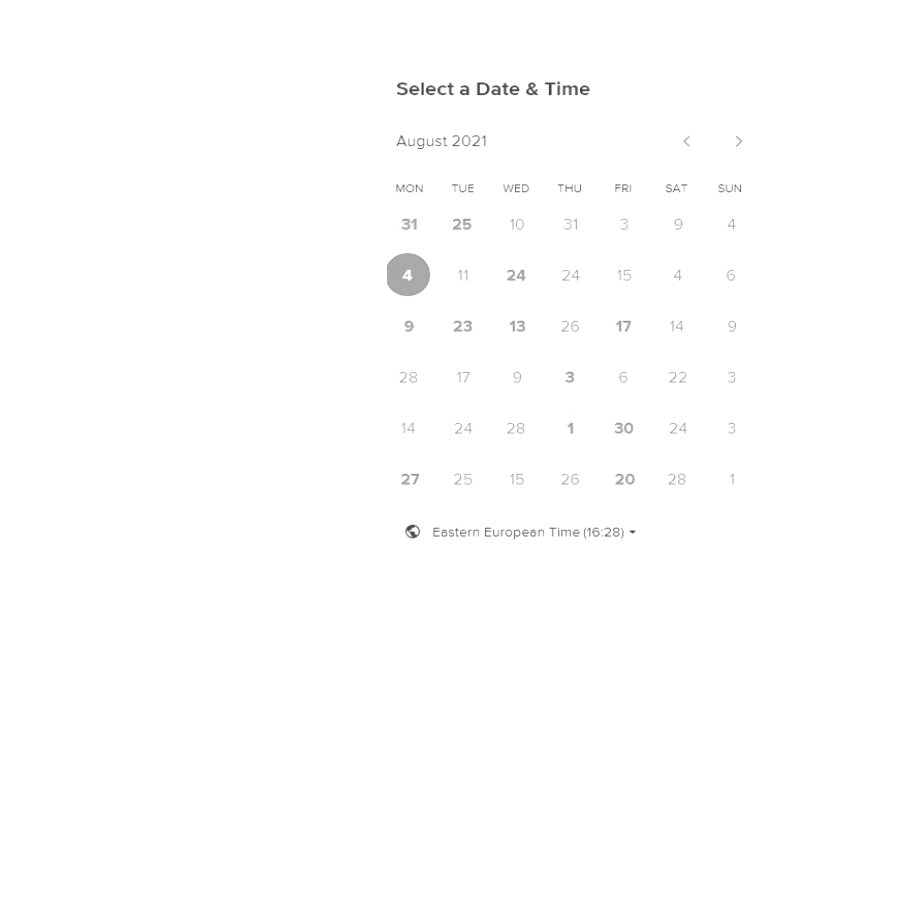 Select a Date & Time
August 2021
MON TUE WED THU FRI SAT SUN
31 25 10 31 3 9 4
4 11 24 24 15 4 6
9 23 13 26 17 14 9
28 17 9 3 6 22 3
14 24 28 1 30 24 3
27 25 15 26 20 28 1
Eastern European Time (16:28)